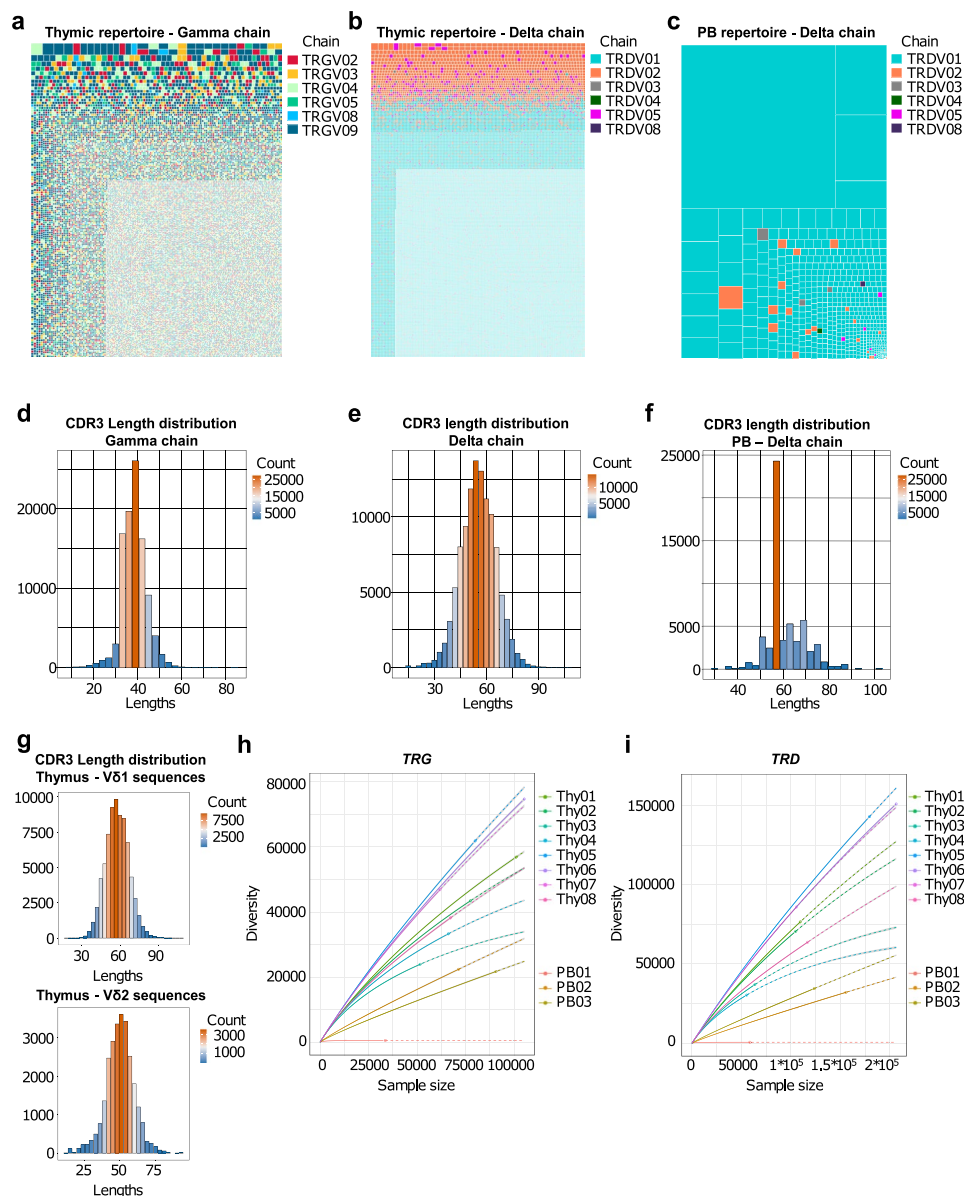 a
Thymic repertoire - Gamma chain
Chain
TRGV02
TRGV03
TRGV04
TRGV05
TRGV08
TRGV09
b
Thymic repertoire - Delta chain
Chain
TRDV01
TRDV02
TRDV03
TRDV04
TRDV05
TRDV08
c
PB repertoire - Delta chain
Chain
TRDV01
TRDV02
TRDV03
TRDV04
TRDV05
TRDV08
d
CDR3 Length distribution
Gamma chain
Count
25000
15000
5000
20000
10000
0
20 40 60 80
Lengths
e
CDR3 length distribution
Delta chain
Count
10000
5000
10000
5000
0
30 60 90
Lengths
f
CDR3 length distribution
PB – Delta chain
Count
25000
15000
5000
25000
15000
5000
0
40 60 80 100
Lengths
g
CDR3 Length distribution
Thymus - Vδ1 sequences
Count
7500
2500
10000
7500
5000
2500
0
30 60 90
Lengths
Thymus - Vδ2 sequences
Count
3000
1000
3000
2000
1000
0
25 50 75
Lengths
h
TRG
Diversity
80000
60000
40000
20000
0
0 25000 50000 75000 100000
Sample size
Thy01
Thy02
Thy03
Thy04
Thy05
Thy06
Thy07
Thy08
PB01
PB02
PB03
i
TRD
Diversity
150000
100000
50000
0
0 50000 1*10⁵ 1,5*10⁵ 2*10⁵
Sample size
Thy01
Thy02
Thy03
Thy04
Thy05
Thy06
Thy07
Thy08
PB01
PB02
PB03